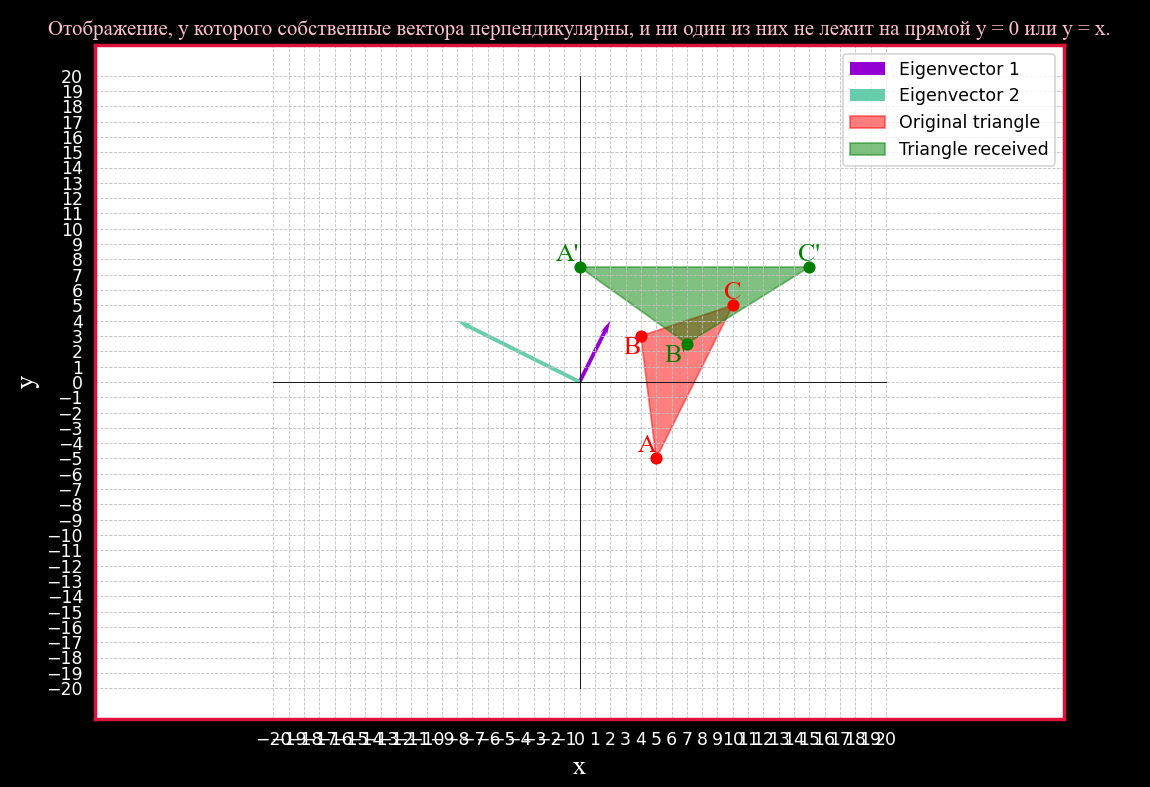 Отображение, у которого собственные вектора перпендикулярны, и ни один из них не лежит на прямой y = 0 или y = x.
Eigenvector 1
Eigenvector 2
Original triangle
Triangle received
20
19
18
17
16
15
14
13
12
11
10
9
8
7
6
5
4
3
2
1
0
−1
−2
−3
−4
−5
−6
−7
−8
−9
−10
−11
−12
−13
−14
−15
−16
−17
−18
−19
−20
y
A'
C'
C
B
B'
A
−20−19−18−17−16−15−14−13−12−11−10−9−8−7−6−5−4−3−2−1 0 1 2 3 4 5 6 7 8 9 10 11 12 13 14 15 16 17 18 19 20
x